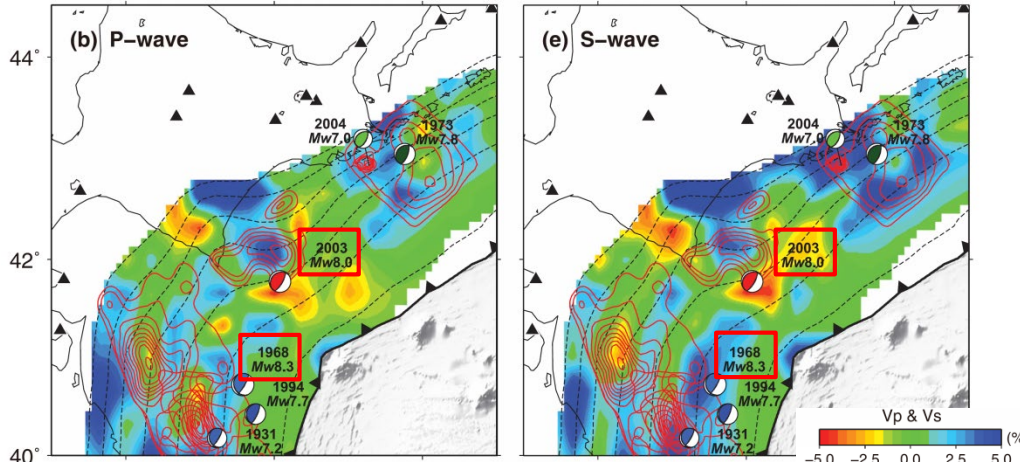 (b) P-wave
(e) S-wave
44°
42°
40°
2004
Mw7.0
1973
Mw7.8
2003
Mw8.0
1968
Mw8.3
1994
Mw7.7
1931
Mw7.2
2004
Mw7.0
1973
Mw7.8
2003
Mw8.0
1968
Mw8.3
1994
Mw7.7
1931
Mw7.2
Vp & Vs
(%
−5.0 −2.5 0.0 2.5 5.0